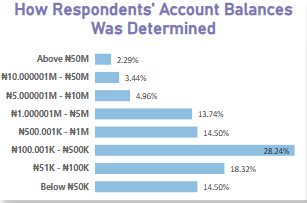 How Respondents' Account Balances
Was Determined
Above ₦50M 2.29%
₦10.000001M - ₦50M 3.44%
₦5.000001M - ₦10M 4.96%
₦1.000001M - ₦5M 13.74%
₦500.001K - ₦1M 14.50%
₦100.001K - ₦500K 28.24%
₦51K - ₦100K 18.32%
Below ₦50K 14.50%